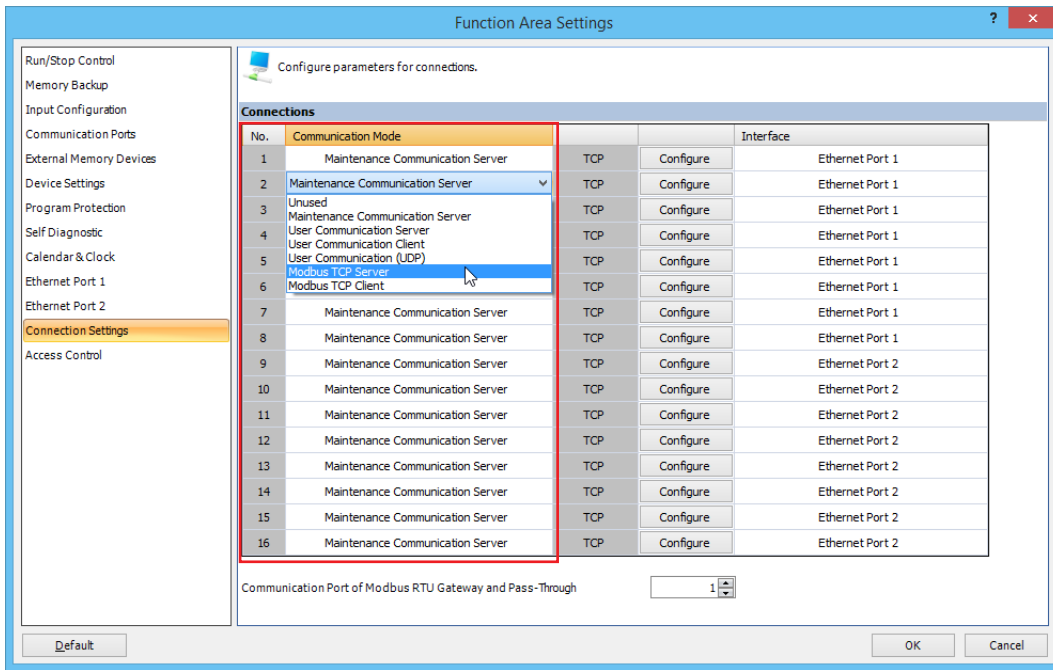 Function Area Settings
?
Run/Stop Control
Memory Backup
Input Configuration
Communication Ports
External Memory Devices
Device Settings
Program Protection
Self Diagnostic
Calendar & Clock
Ethernet Port 1
Ethernet Port 2
Connection Settings
Access Control
Configure parameters for connections.
Connections
No. Communication Mode Interface
1 Maintenance Communication Server TCP Configure Ethernet Port 1
2 Maintenance Communication Server TCP Configure Ethernet Port 1
Unused
Maintenance Communication Server
User Communication Server
User Communication Client
User Communication (UDP)
Modbus TCP Server
Modbus TCP Client
3 TCP Configure Ethernet Port 1
4 TCP Configure Ethernet Port 1
5 TCP Configure Ethernet Port 1
6 TCP Configure Ethernet Port 1
7 Maintenance Communication Server TCP Configure Ethernet Port 1
8 Maintenance Communication Server TCP Configure Ethernet Port 1
9 Maintenance Communication Server TCP Configure Ethernet Port 2
10 Maintenance Communication Server TCP Configure Ethernet Port 2
11 Maintenance Communication Server TCP Configure Ethernet Port 2
12 Maintenance Communication Server TCP Configure Ethernet Port 2
13 Maintenance Communication Server TCP Configure Ethernet Port 2
14 Maintenance Communication Server TCP Configure Ethernet Port 2
15 Maintenance Communication Server TCP Configure Ethernet Port 2
16 Maintenance Communication Server TCP Configure Ethernet Port 2
Communication Port of Modbus RTU Gateway and Pass-Through 1
Default OK Cancel